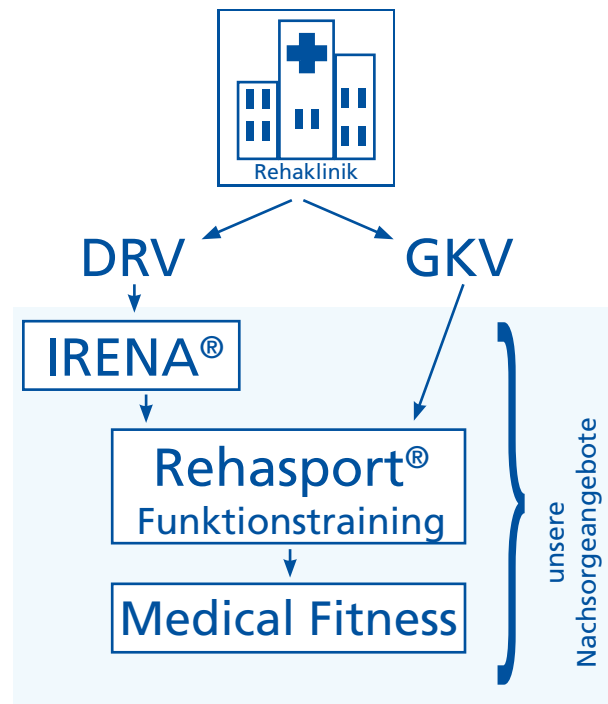 Rehaklinik
DRV
GKV
IRENA®
Rehasport®
Funktionstraining
Medical Fitness
unsere
Nachsorgeangebote